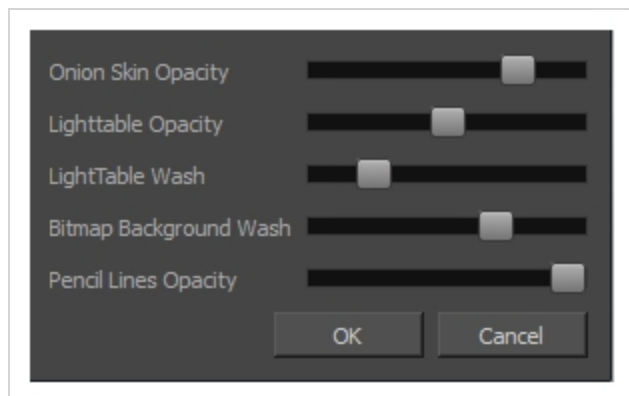 Onion Skin Opacity
Lighttable Opacity
LightTable Wash
Bitmap Background Wash
Pencil Lines Opacity
OK Cancel